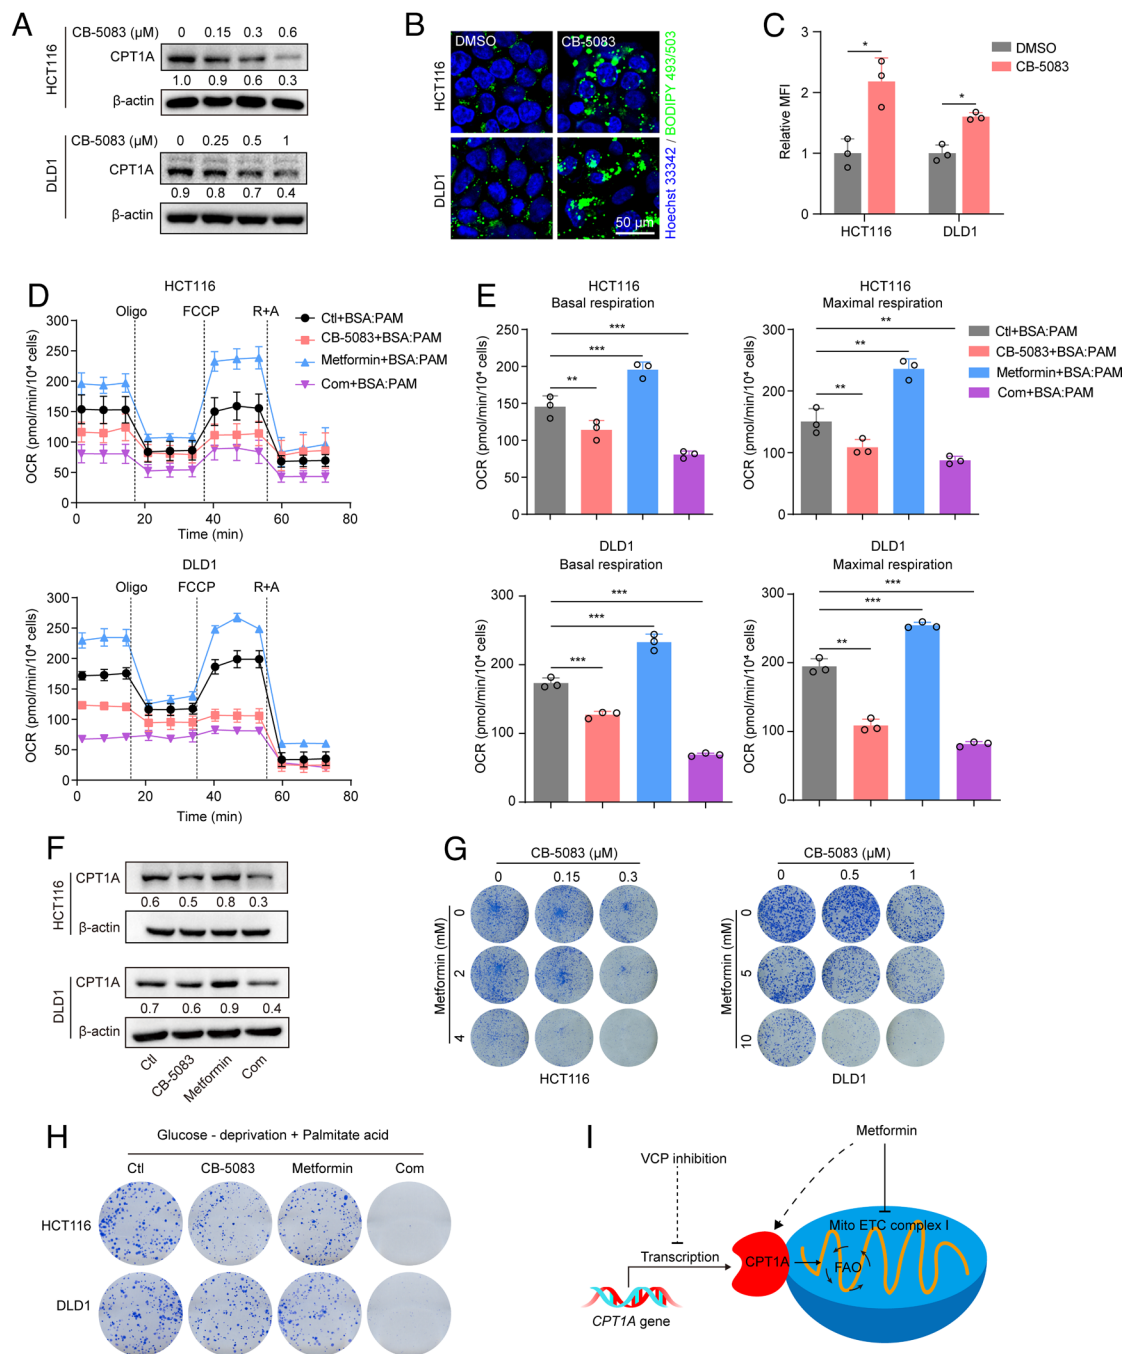 A
CB-5083 (µM) 0 0.15 0.3 0.6
HCT116
CPT1A
1.0 0.9 0.6 0.3
β-actin
CB-5083 (µM) 0 0.25 0.5 1
DLD1
CPT1A
0.9 0.8 0.7 0.4
β-actin
B
DMSO CB-5083
HCT116
DLD1
50 µm
Hoechst 33342 / BODIPY 493/503
C
DMSO
CB-5083
Relative MFI
3
2
1
0
* *
HCT116 DLD1
D
HCT116
Oligo FCCP R+A
OCR (pmol/min/10⁴ cells)
300
250
200
150
100
50
0
0 20 40 60 80
Time (min)
Ctl+BSA:PAM
CB-5083+BSA:PAM
Metformin+BSA:PAM
Com+BSA:PAM
DLD1
Oligo FCCP R+A
OCR (pmol/min/10⁴ cells)
300
250
200
150
100
50
0
0 20 40 60 80
Time (min)
E
HCT116
Basal respiration
OCR (pmol/min/10⁴ cells)
250
200
150
100
50
0
***
***
**
HCT116
Maximal respiration
OCR (pmol/min/10⁴ cells)
300
200
100
0
**
**
**
Ctl+BSA:PAM
CB-5083+BSA:PAM
Metformin+BSA:PAM
Com+BSA:PAM
DLD1
Basal respiration
OCR (pmol/min/10⁴ cells)
300
200
100
0
***
***
***
DLD1
Maximal respiration
OCR (pmol/min/10⁴ cells)
300
200
100
0
***
***
**
F
HCT116
CPT1A
0.6 0.5 0.8 0.3
β-actin
DLD1
CPT1A
0.7 0.6 0.9 0.4
β-actin
Ctl CB-5083 Metformin Com
G
CB-5083 (µM)
0 0.15 0.3
Metformin (mM)
0
2
4
HCT116
CB-5083 (µM)
0 0.5 1
Metformin (mM)
0
5
10
DLD1
H
Glucose - deprivation + Palmitate acid
Ctl CB-5083 Metformin Com
HCT116
DLD1
I
Metformin
VCP inhibition
Mito ETC complex I
Transcription
CPT1A
FAO
CPT1A gene